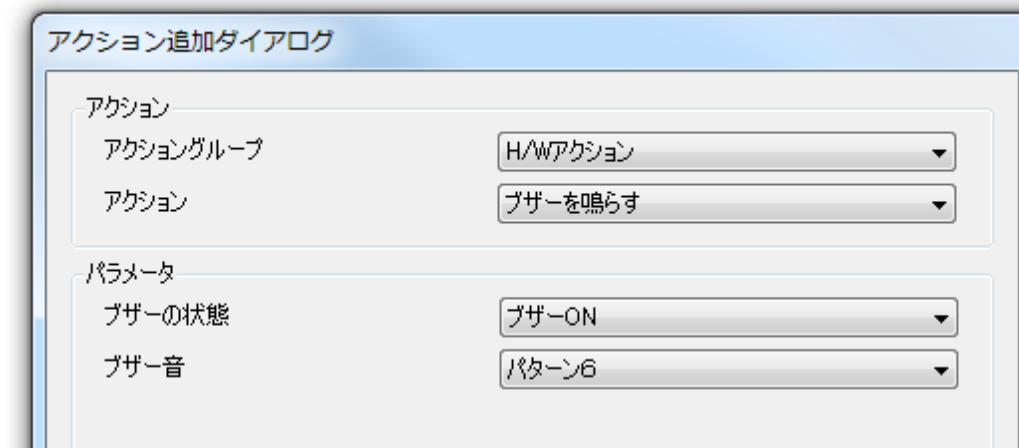 アクション追加ダイアログ
アクション
アクショングループ H/Wアクション
アクション ブザーを鳴らす
パラメータ
ブザーの状態 ブザーON
ブザー音 パターン6